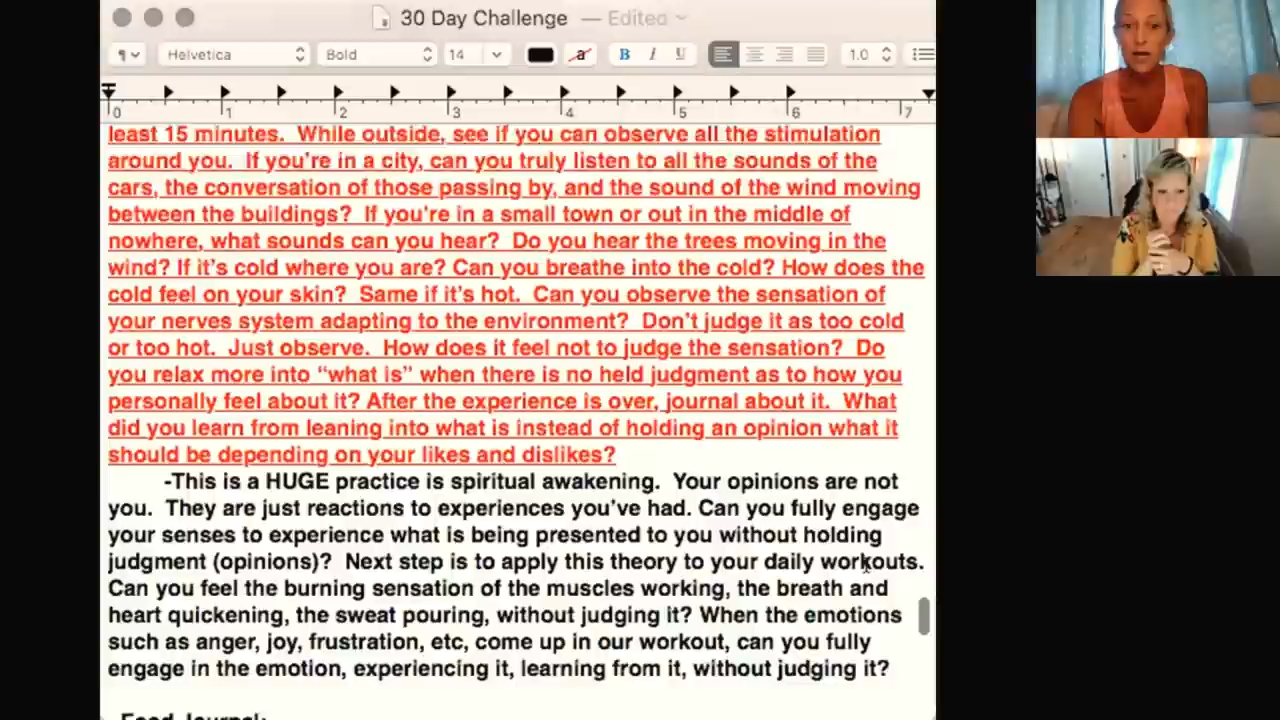 30 Day Challenge — Edited
¶ Helvetica Bold 14 a B I U 1.0
0 1 2 3 4 5 6 7
least 15 minutes.  While outside, see if you can observe all the stimulation
around you.  If you're in a city, can you truly listen to all the sounds of the
cars, the conversation of those passing by, and the sound of the wind moving
between the buildings?  If you're in a small town or out in the middle of
nowhere, what sounds can you hear?  Do you hear the trees moving in the
wind? If it's cold where you are? Can you breathe into the cold? How does the
cold feel on your skin?  Same if it's hot.  Can you observe the sensation of
your nerves system adapting to the environment?  Don't judge it as too cold
or too hot.  Just observe.  How does it feel not to judge the sensation?  Do
you relax more into “what is” when there is no held judgment as to how you
personally feel about it? After the experience is over, journal about it.  What
did you learn from leaning into what is instead of holding an opinion what it
should be depending on your likes and dislikes?
-This is a HUGE practice is spiritual awakening.  Your opinions are not
you.  They are just reactions to experiences you've had. Can you fully engage
your senses to experience what is being presented to you without holding
judgment (opinions)?  Next step is to apply this theory to your daily workouts.
Can you feel the burning sensation of the muscles working, the breath and
heart quickening, the sweat pouring, without judging it? When the emotions
such as anger, joy, frustration, etc, come up in our workout, can you fully
engage in the emotion, experiencing it, learning from it, without judging it?
Food Journal: